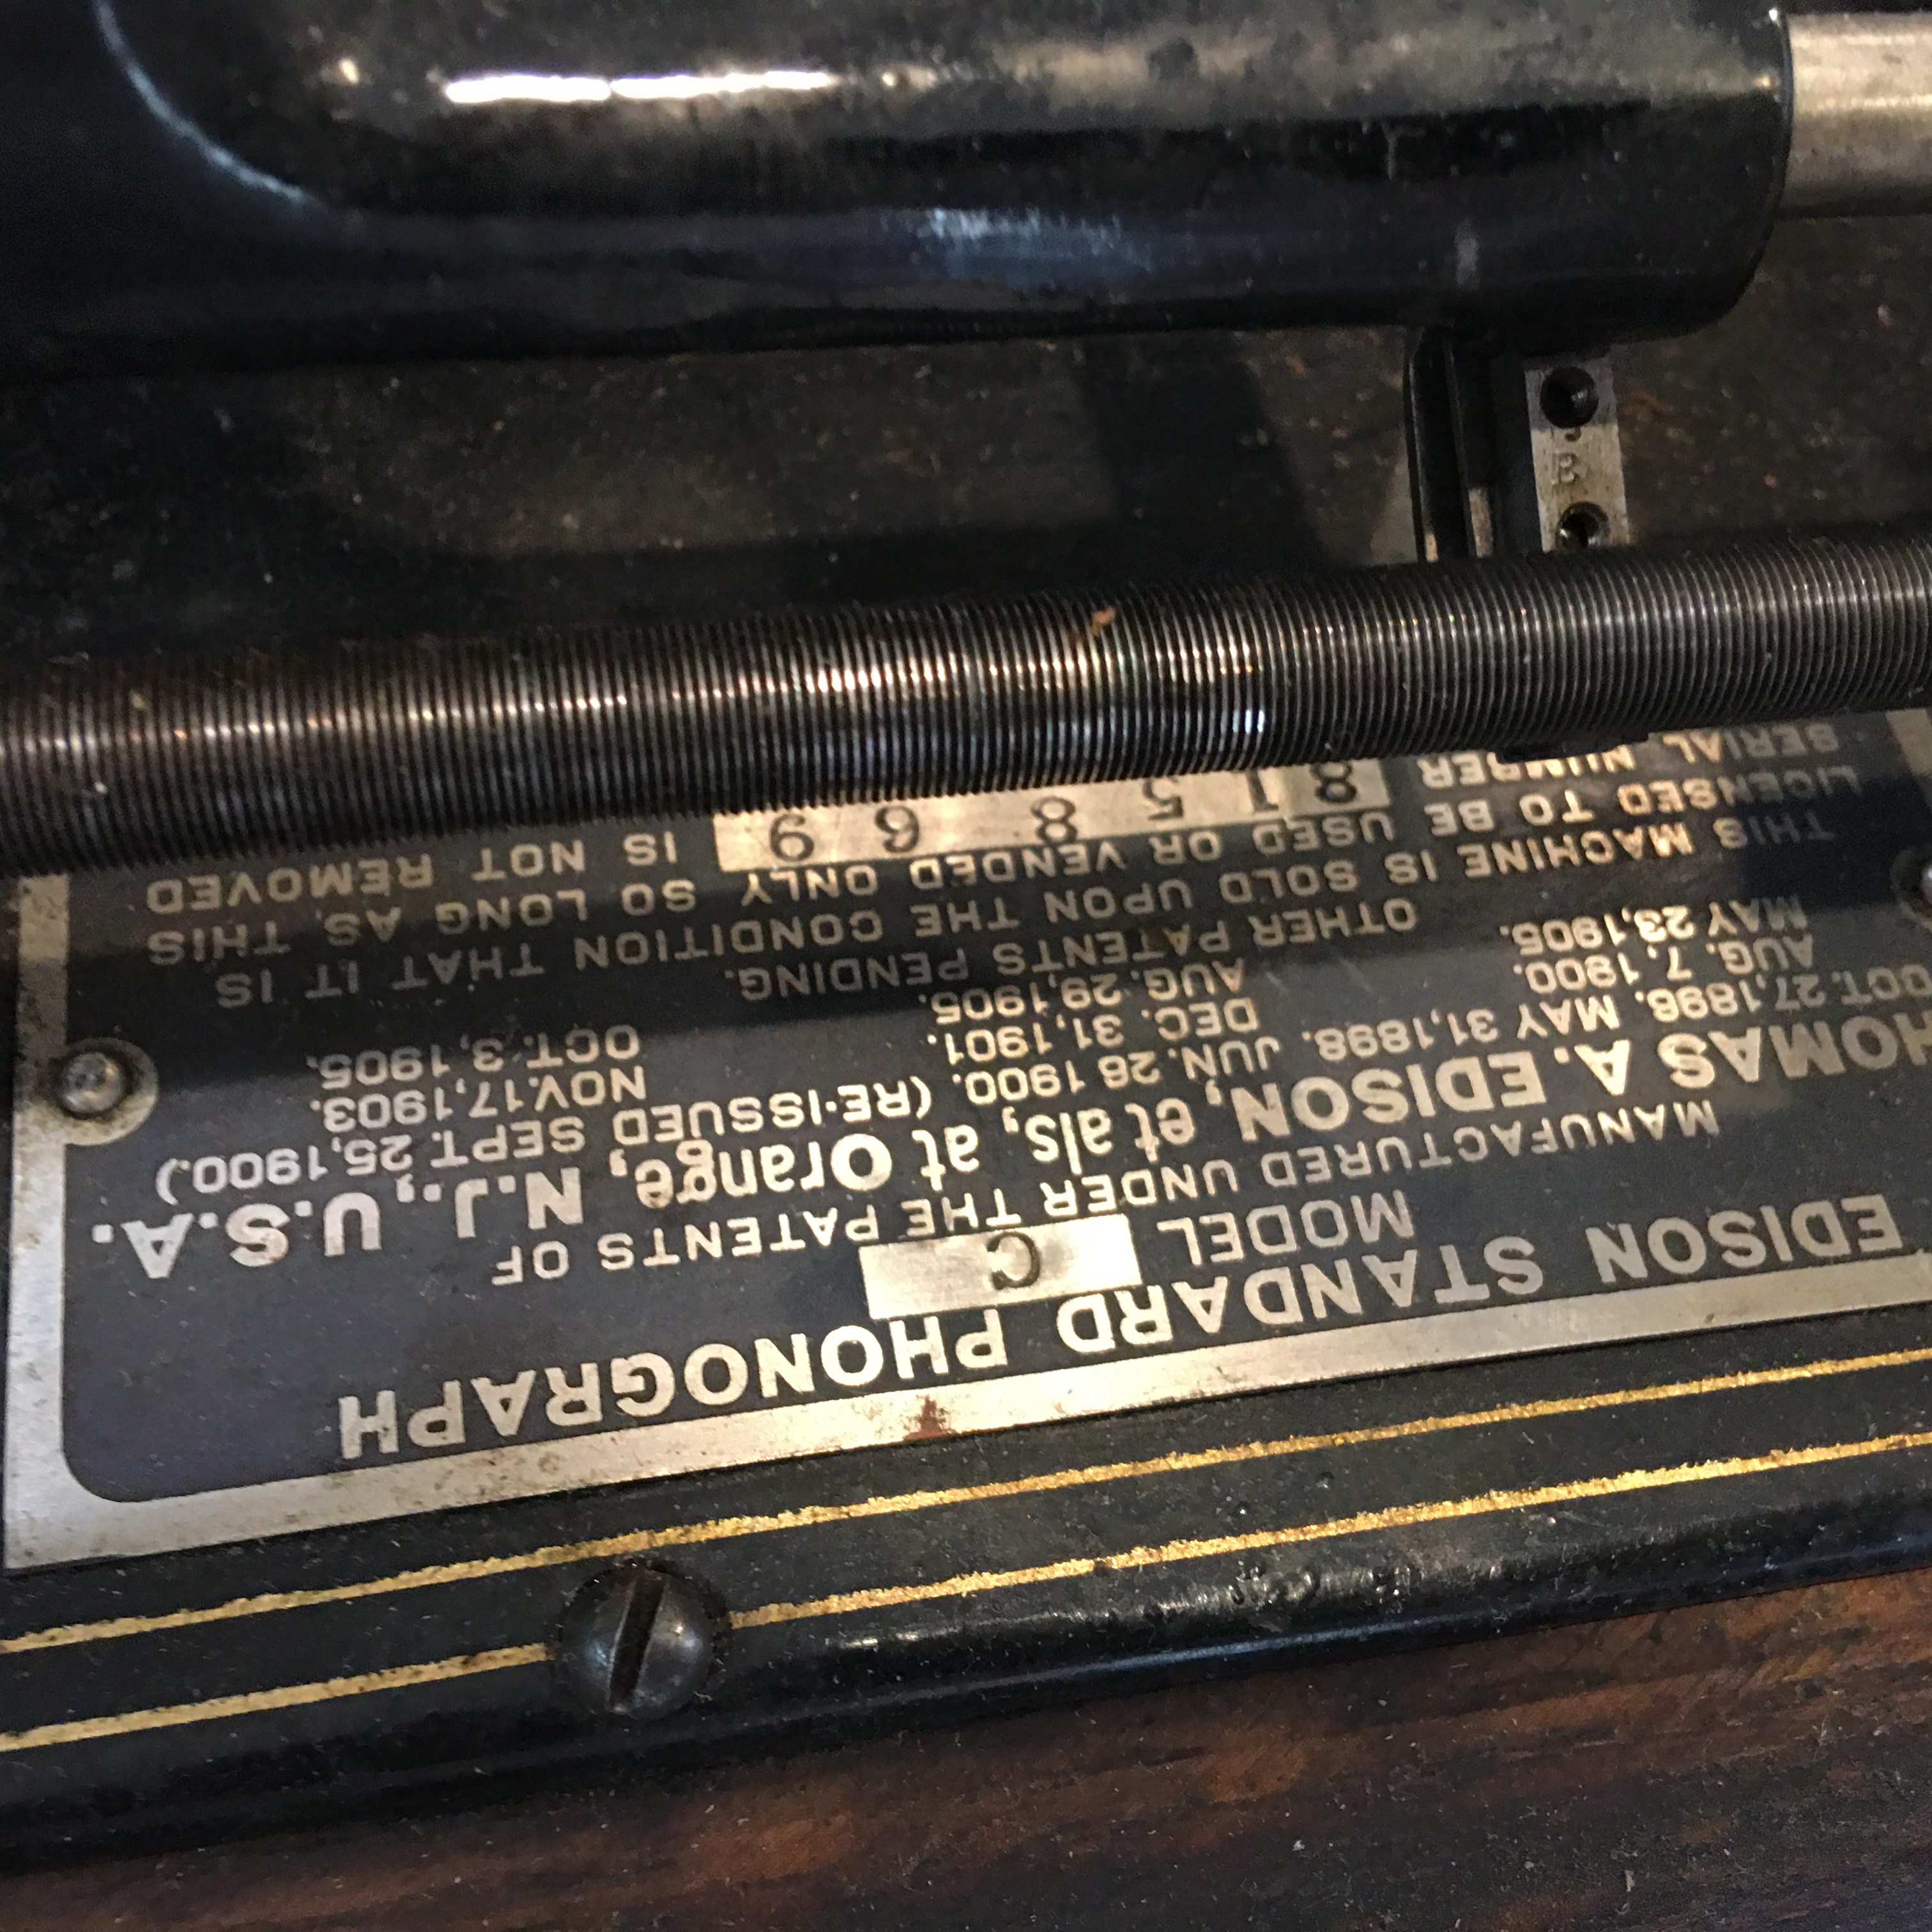 EDISON STANDARD PHONOGRAPH
MODEL C
MANUFACTURED UNDER THE PATENTS OF
HOMAS A. EDISON, et als, at Orange, N.J., U.S.A.
OCT. 27,1896. MAY 31,1898. JUN. 28 1900. (RE-ISSUED SEPT. 25,1900.)
AUG. 7, 1900. DEC. 31,1901. NOV.17,1903.
MAY 23,1905. AUG. 29,1905. OCT. 3,1905.
OTHER PATENTS PENDING.
THIS MACHINE IS SOLD UPON THE CONDITION THAT IT IS
LICENSED TO BE USED OR VENDED ONLY SO LONG AS THIS
SERIAL NUMBER 815869 IS NOT REMOVED
B